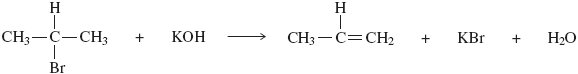 H H
CH₃—C—CH₃ + KOH ⟶ CH₃—C=CH₂ + KBr + H₂O
Br